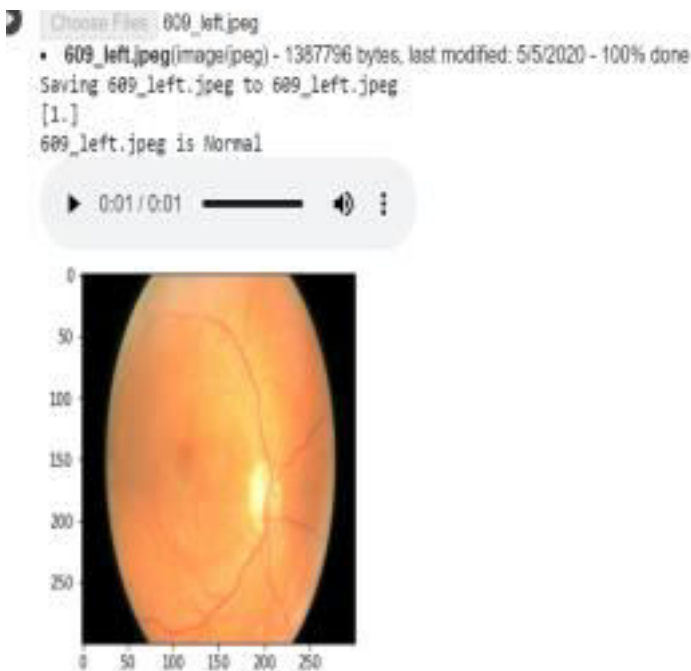 Choose Files 609_left.jpeg
• 609_left.jpeg(image/jpeg) - 1387796 bytes, last modified: 5/5/2020 - 100% done
Saving 609_left.jpeg to 609_left.jpeg
[1.]
609_left.jpeg is Normal
0:01 / 0:01
0
50
100
150
200
250
0 50 100 150 200 250